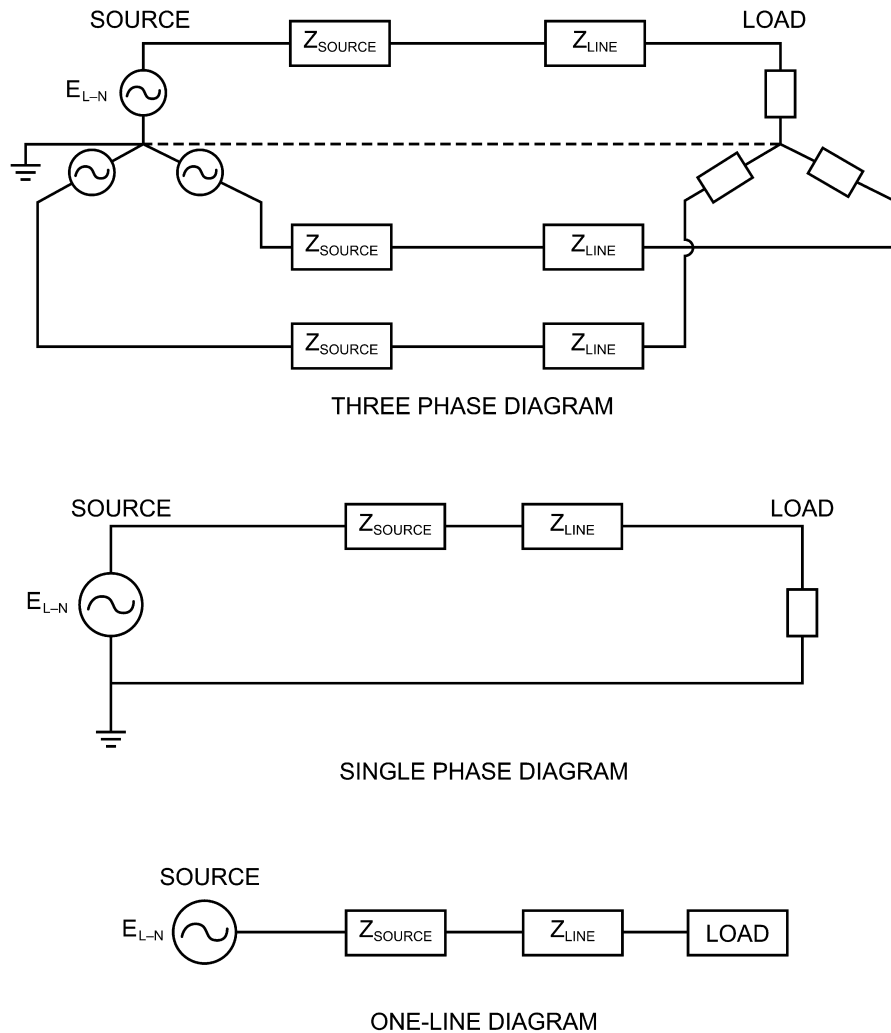 SOURCE
LOAD
Z_SOURCE
Z_LINE
E_L–N
Z_SOURCE
Z_LINE
Z_SOURCE
Z_LINE
THREE PHASE DIAGRAM
SOURCE
LOAD
Z_SOURCE
Z_LINE
E_L–N
SINGLE PHASE DIAGRAM
SOURCE
E_L–N
Z_SOURCE
Z_LINE
LOAD
ONE-LINE DIAGRAM